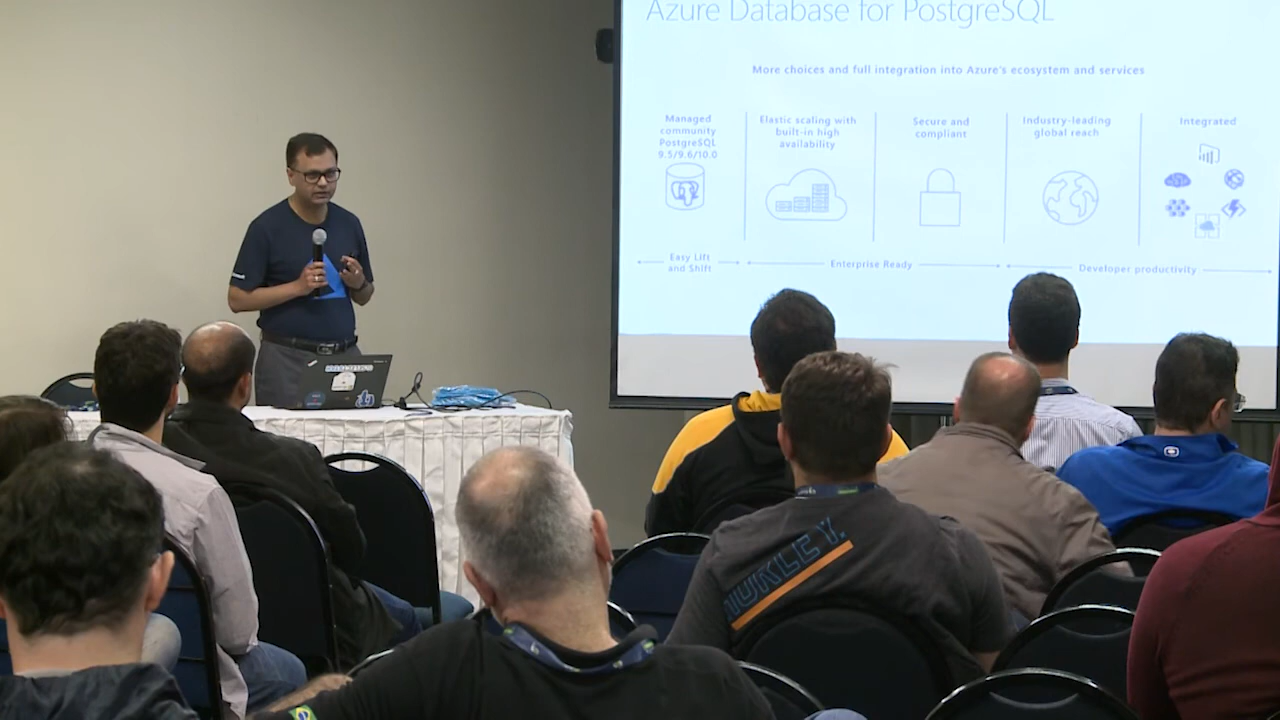 Azure Database for PostgreSQL
More choices and full integration into Azure's ecosystem and services
Managed
community
PostgreSQL
9.5/9.6/10.0
Elastic scaling with
built-in high
availability
Secure and
compliant
Industry-leading
global reach
Integrated
Easy Lift
and Shift
Enterprise Ready
Developer productivity